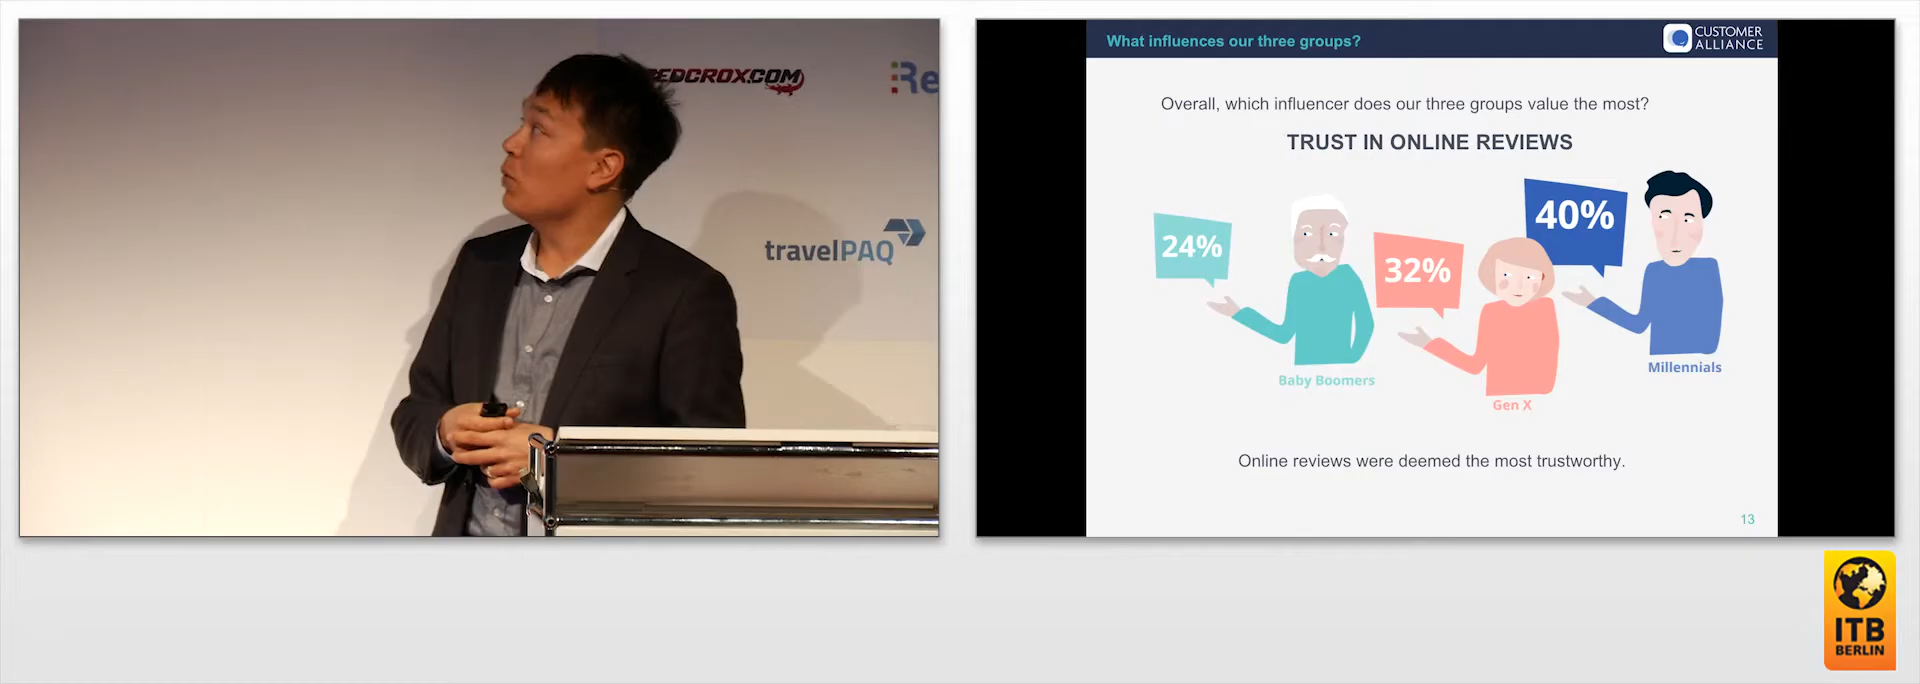 REDCROX.COM
Re
travelPAQ
What influences our three groups?
CUSTOMER
ALLIANCE
Overall, which influencer does our three groups value the most?
TRUST IN ONLINE REVIEWS
24%
32%
40%
Baby Boomers
Gen X
Millennials
Online reviews were deemed the most trustworthy.
13
ITB
BERLIN